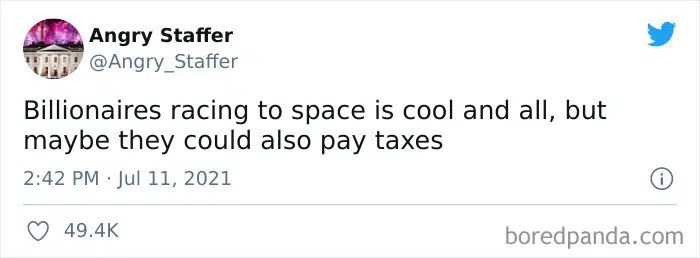 Angry Staffer
@Angry_Staffer
Billionaires racing to space is cool and all, but
maybe they could also pay taxes
2:42 PM · Jul 11, 2021
49.4K
boredpanda.com